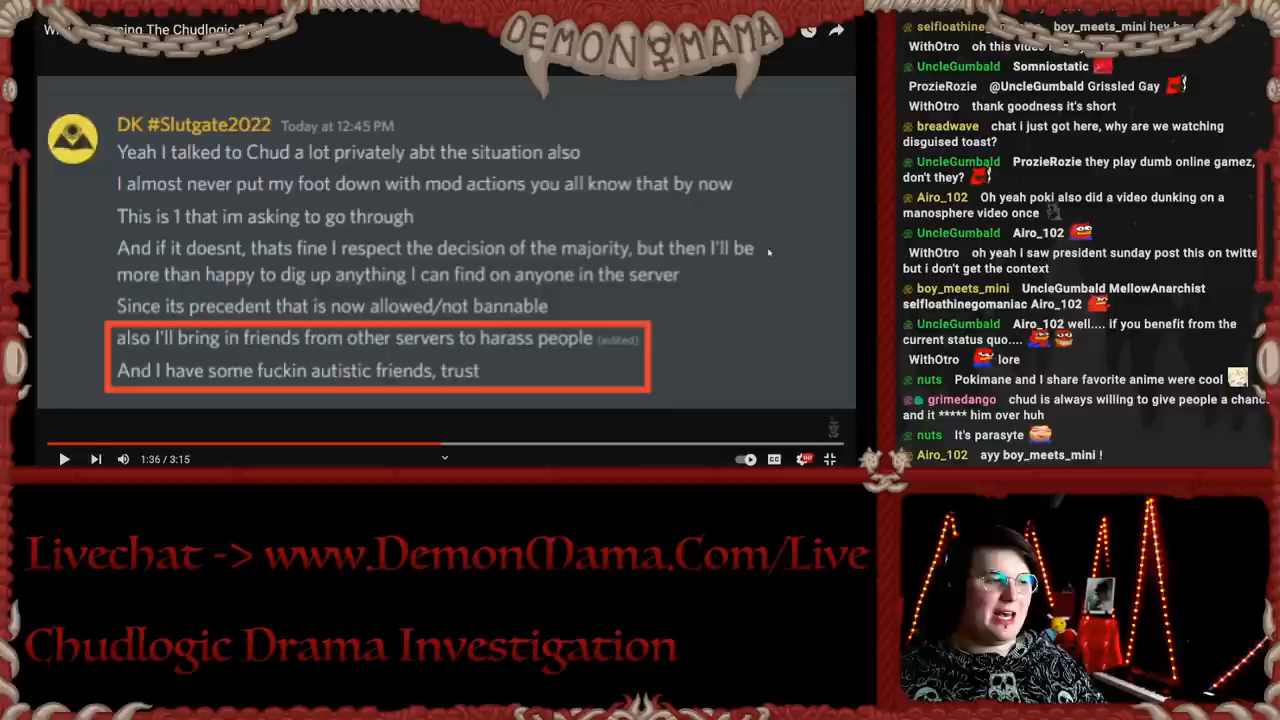 DEMON MAMA
The Chudlogic
DK #Slutgate2022 Today at 12:45 PM
Yeah I talked to Chud a lot privately abt the situation also
I almost never put my foot down with mod actions you all know that by now
This is 1 that im asking to go through
And if it doesnt, thats fine I respect the decision of the majority, but then I'll be
more than happy to dig up anything I can find on anyone in the server
Since its precedent that is now allowed/not bannable
also I'll bring in friends from other servers to harass people (edited)
And I have some fuckin autistic friends, trust
1:36 / 3:15
CC
Livechat -> www.DemonMama.Com/Live
Chudlogic Drama Investigation
boy_meets_mini hey
WithOtro oh this
UncleGumbald Somniostatic
ProzieRozie @UncleGumbald Grissled Gay
WithOtro thank goodness it's short
breadwave chat i just got here, why are we watching
disguised toast?
UncleGumbald ProzieRozie they play dumb online gamez,
don't they?
Airo_102 Oh yeah poki also did a video dunking on a
manosphere video once
UncleGumbald Airo_102
WithOtro oh yeah I saw president sunday post this on twitte
but i don't get the context
boy_meets_mini UncleGumbald MellowAnarchist
selfloathinegomaniac Airo_102
UncleGumbald Airo_102 well.... if you benefit from the
current status quo....
WithOtro lore
nuts Pokimane and I share favorite anime were cool
grimedango chud is always willing to give people a chanc
and it ***** him over huh
nuts It's parasyte
Airo_102 ayy boy_meets_mini !